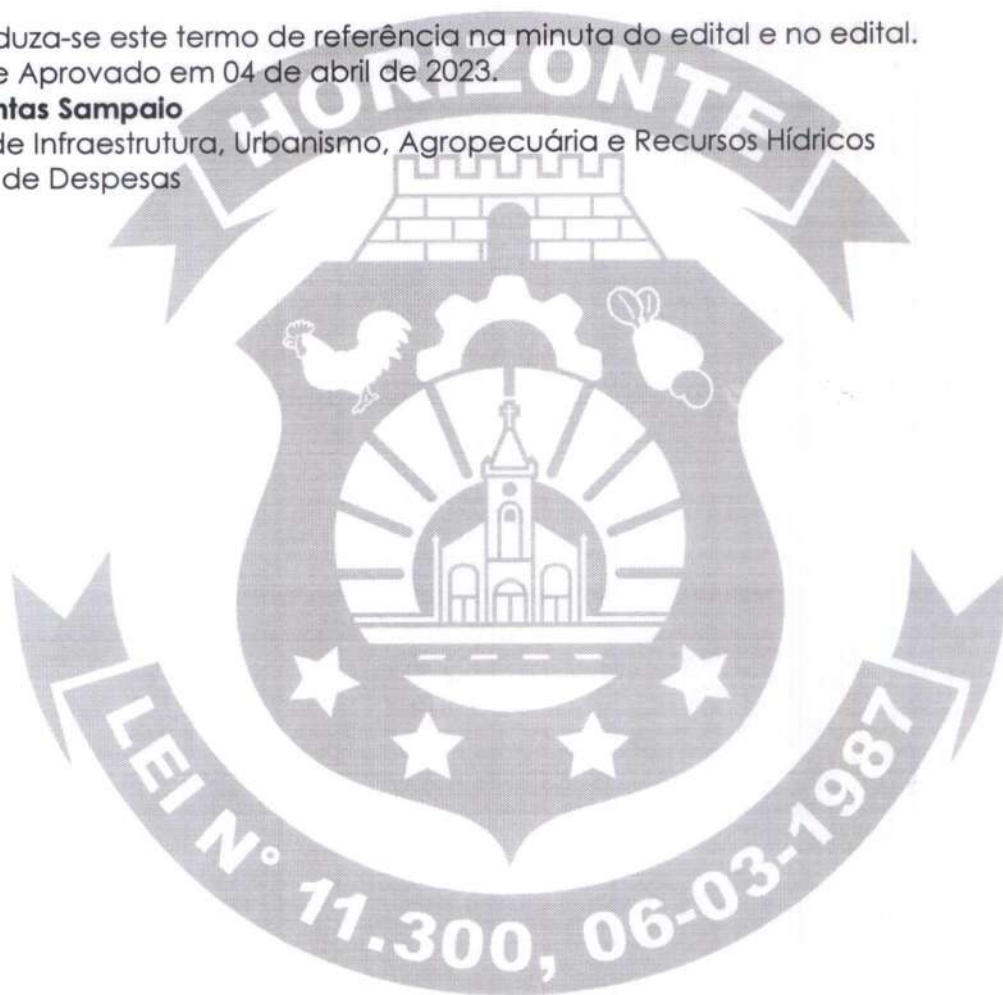 duza-se este termo de referência na minuta do edital e no edital.
e Aprovado em 04 de abril de 2023.
ntas Sampaio
de Infraestrutura, Urbanismo, Agropecuária e Recursos Hídricos
de Despesas
HORIZONTE
LEI N° 11.300, 06-03-1987